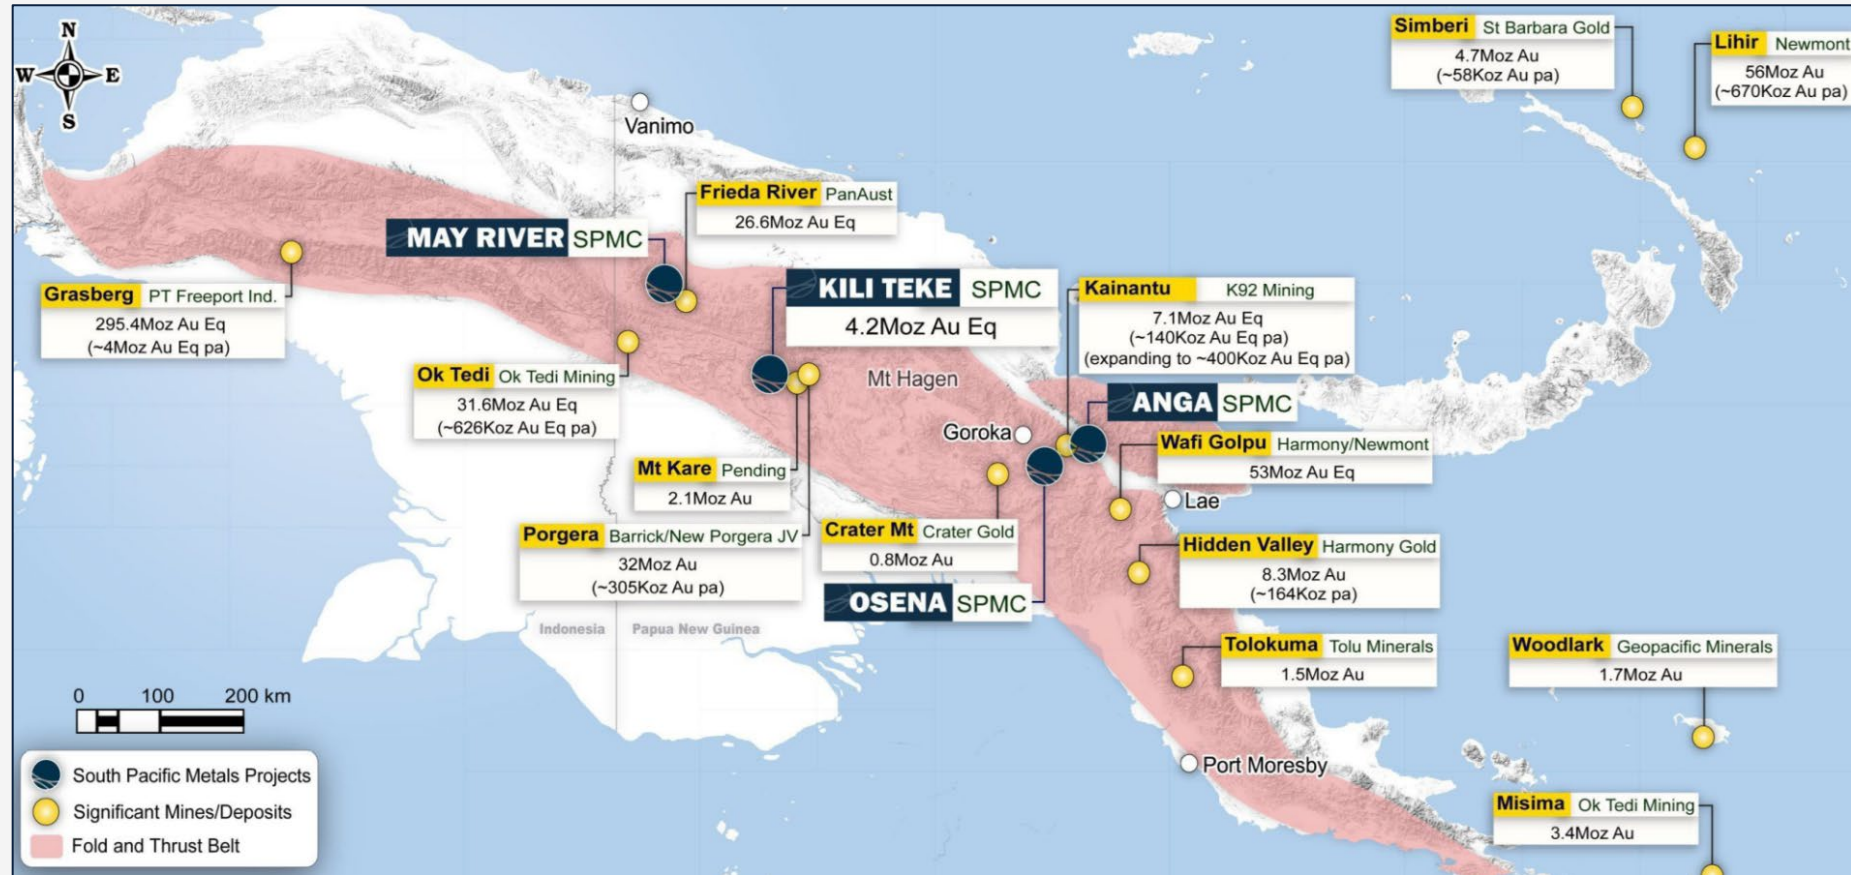 N
W E
S
Simberi St Barbara Gold
4.7Moz Au
(~58Koz Au pa)
Lihir Newmont
56Moz Au
(~670Koz Au pa)
Vanimo
Frieda River PanAust
26.6Moz Au Eq
MAY RIVER SPMC
KILI TEKE SPMC
4.2Moz Au Eq
Kainantu K92 Mining
7.1Moz Au Eq
(~140Koz Au Eq pa)
(expanding to ~400Koz Au Eq pa)
Grasberg PT Freeport Ind.
295.4Moz Au Eq
(~4Moz Au Eq pa)
Ok Tedi Ok Tedi Mining
31.6Moz Au Eq
(~626Koz Au Eq pa)
Mt Hagen
ANGA SPMC
Goroka
Wafi Golpu Harmony/Newmont
53Moz Au Eq
Mt Kare Pending
2.1Moz Au
Lae
Porgera Barrick/New Porgera JV
32Moz Au
(~305Koz Au pa)
Crater Mt Crater Gold
0.8Moz Au
Hidden Valley Harmony Gold
8.3Moz Au
(~164Koz pa)
OSENA SPMC
Indonesia Papua New Guinea
Tolokuma Tolu Minerals
1.5Moz Au
Woodlark Geopacific Minerals
1.7Moz Au
0 100 200 km
Port Moresby
South Pacific Metals Projects
Significant Mines/Deposits
Fold and Thrust Belt
Misima Ok Tedi Mining
3.4Moz Au